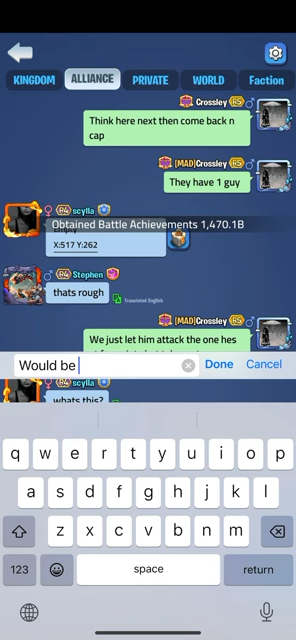 KINGDOM ALLIANCE PRIVATE WORLD Faction
Crossley R5
Think here next then come back n
cap
[MAD]Crossley R5
They have 1 guy
R4 scylla
Obtained Battle Achievements 1,470.1B
X:517 Y:262
R4 Stephen
thats rough
Translated English
[MAD]Crossley R5
We just let him attack the one hes
Would be
Done
Cancel
R4 scylla
whats this?
q w e r t y u i o p
a s d f g h j k l
z x c v b n m
123
space
return